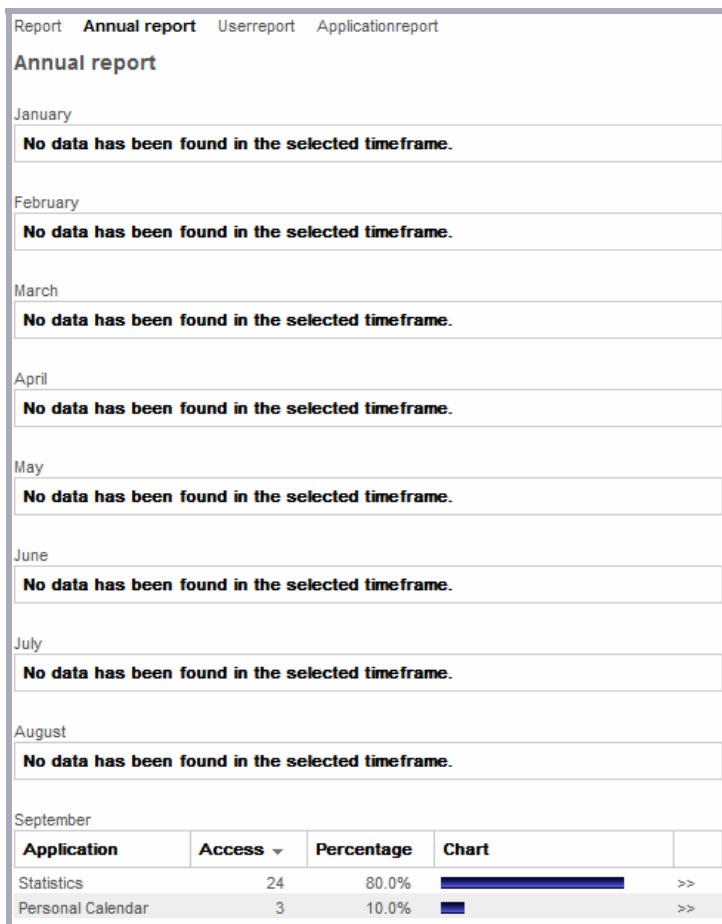 Report Annual report Userreport Applicationreport
Annual report
January
No data has been found in the selected timeframe.
February
No data has been found in the selected timeframe.
March
No data has been found in the selected timeframe.
April
No data has been found in the selected timeframe.
May
No data has been found in the selected timeframe.
June
No data has been found in the selected timeframe.
July
No data has been found in the selected timeframe.
August
No data has been found in the selected timeframe.
September
Application Access Percentage Chart
Statistics 24 80.0% >>
Personal Calendar 3 10.0% >>